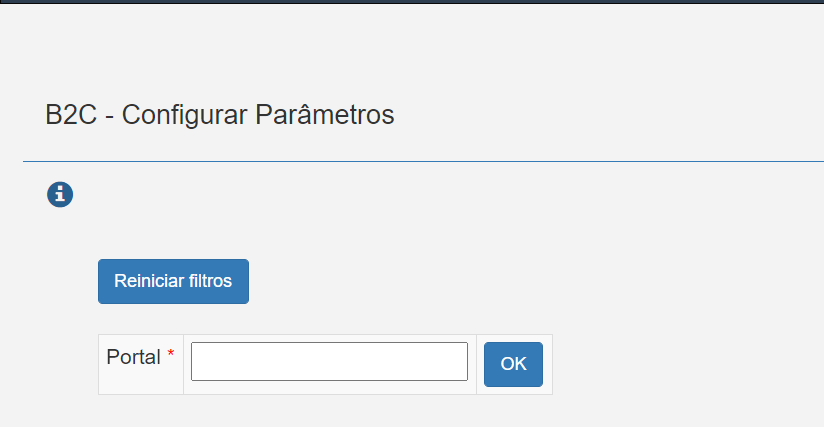 B2C - Configurar Parâmetros
Reiniciar filtros
Portal * OK